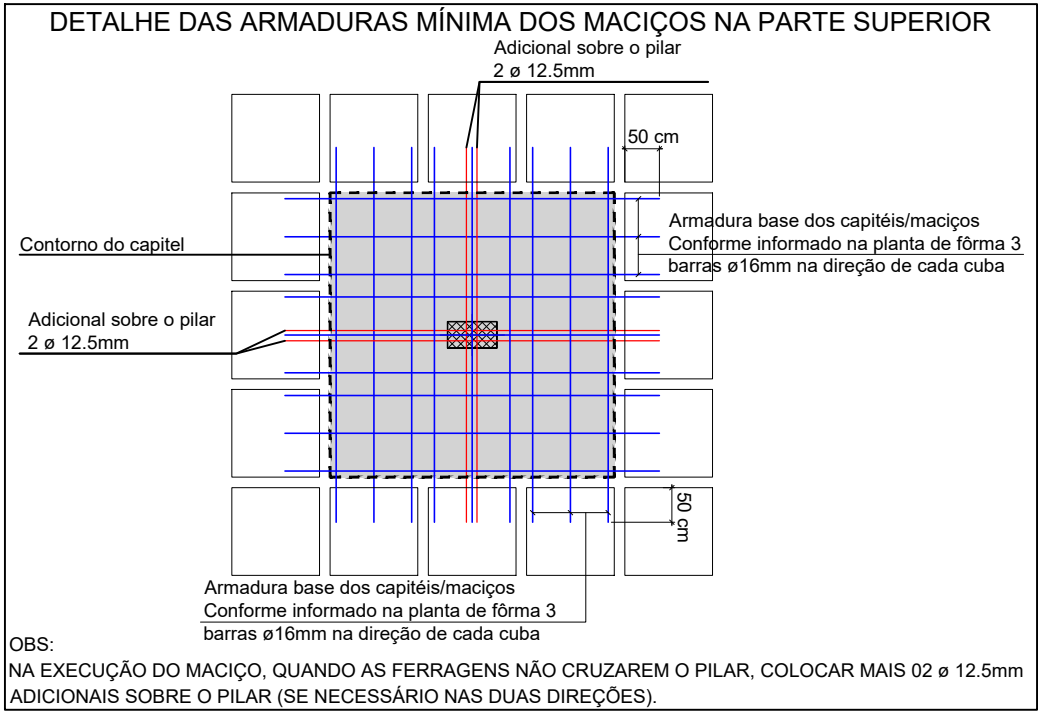 DETALHE DAS ARMADURAS MÍNIMA DOS MACIÇOS NA PARTE SUPERIOR
Adicional sobre o pilar
2 ø 12.5mm
50 cm
Armadura base dos capitéis/maciços
Conforme informado na planta de fôrma 3
barras ø16mm na direção de cada cuba
Contorno do capitel
Adicional sobre o pilar
2 ø 12.5mm
50 cm
Armadura base dos capitéis/maciços
Conforme informado na planta de fôrma 3
barras ø16mm na direção de cada cuba
OBS:
NA EXECUÇÃO DO MACIÇO, QUANDO AS FERRAGENS NÃO CRUZAREM O PILAR, COLOCAR MAIS 02 ø 12.5mm
ADICIONAIS SOBRE O PILAR (SE NECESSÁRIO NAS DUAS DIREÇÕES).